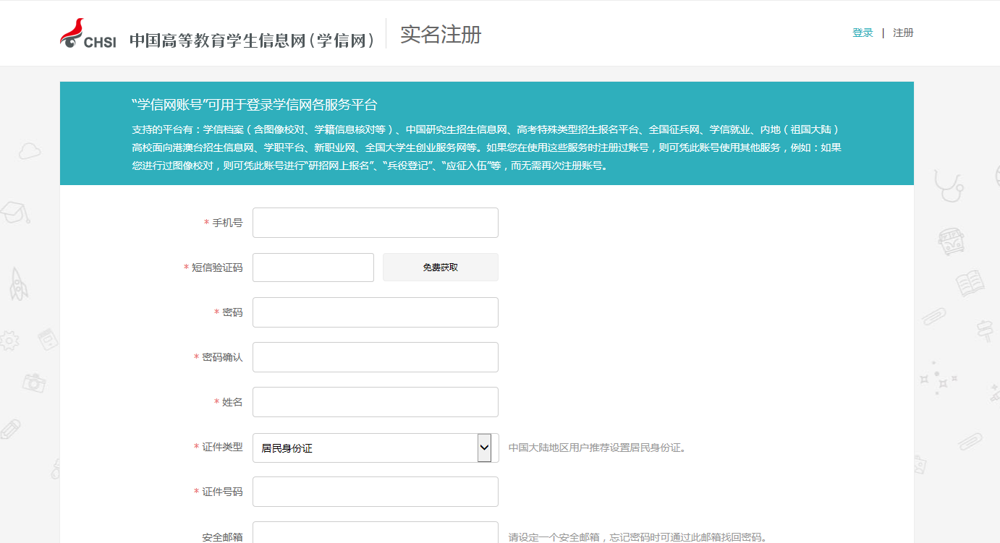 CHSI 中国高等教育学生信息网(学信网) 实名注册 登录 | 注册
“学信网账号”可用于登录学信网各服务平台
支持的平台有：学信档案（含图像校对、学籍信息核对等）、中国研究生招生信息网、高考特殊类型招生报名平台、全国征兵网、学信就业、内地（祖国大陆）
高校面向港澳台招生信息网、学职平台、新职业网、全国大学生创业服务网等。如果您在使用这些服务时注册过账号，则可凭此账号使用其他服务，例如：如果
您进行过图像校对，则可凭此账号进行“研招网上报名”、“兵役登记”、“应征入伍”等，而无需再次注册账号。
* 手机号
* 短信验证码 免费获取
* 密码
* 密码确认
* 姓名
* 证件类型 居民身份证 中国大陆地区用户推荐设置居民身份证。
* 证件号码
安全邮箱 请设定一个安全邮箱，忘记密码时可通过此邮箱找回密码。